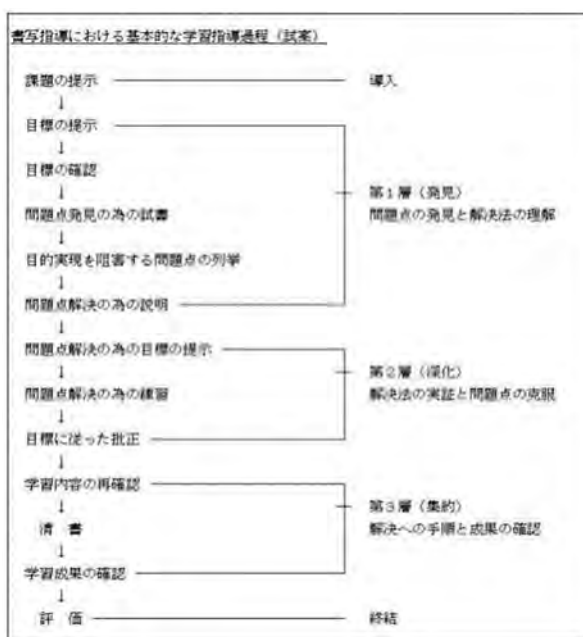 書写指導における基本的な学習指導過程（試案）
課題の提示 導入
↓
目標の提示
↓
目標の確認
↓ 第1層（発見）
問題点発見の為の試書 問題点の発見と解決法の理解
↓
目的実現を阻害する問題点の列挙
↓
問題点解決の為の説明
↓
問題点解決の為の目標の提示
↓ 第2層（深化）
問題点解決の為の練習 解決法の実証と問題点の克服
↓
目標に従った批正
↓
学習内容の再確認
↓ 第3層（集約）
清 書 解決への手順と成果の確認
↓
学習成果の確認
↓
評 価 終結